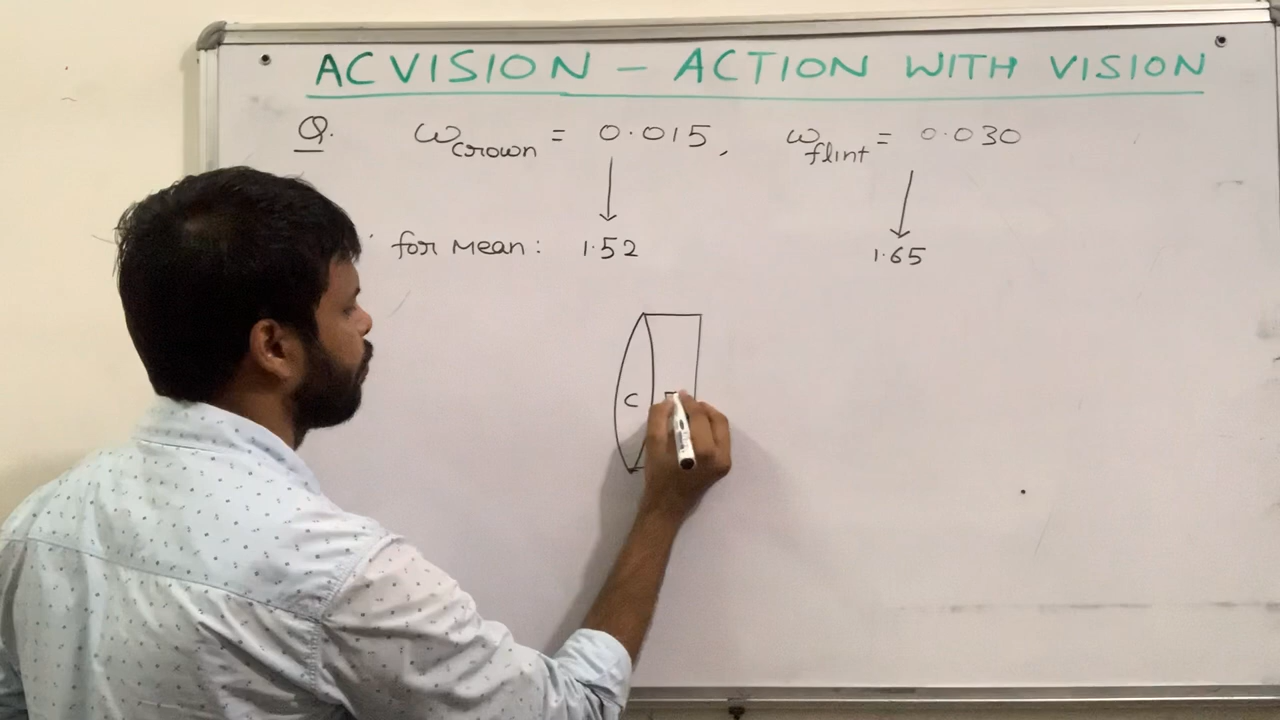 ACVISION – ACTION WITH VISION
Q. ω_crown = 0.015, ω_flint = 0.030
for Mean: 1.52 1.65
C